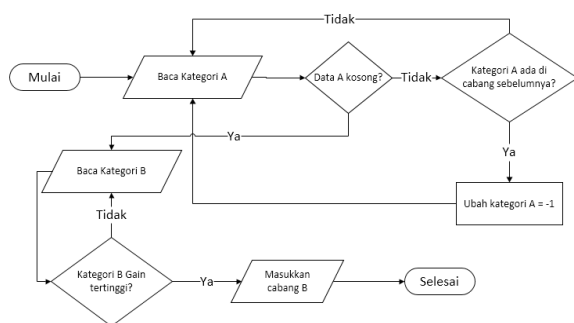 Tidak
Mulai
Baca Kategori A
Data A kosong?
Tidak
Kategori A ada di
cabang sebelumnya?
Ya
Ya
Baca Kategori B
Ubah kategori A = -1
Tidak
Kategori B Gain
tertinggi?
Ya
Masukkan
cabang B
Selesai